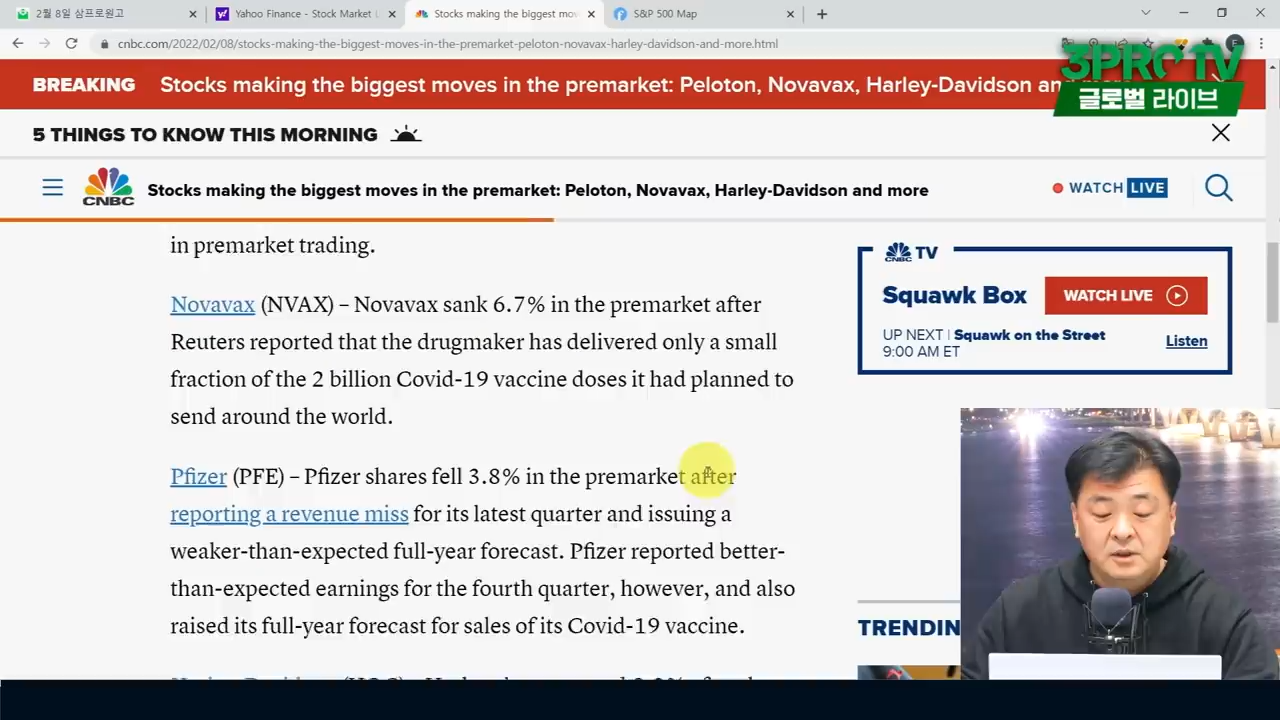 2월 8일 삼프로원고
Yahoo Finance - Stock Market L
Stocks making the biggest mov
S&P 500 Map
cnbc.com/2022/02/08/stocks-making-the-biggest-moves-in-the-premarket-peloton-novavax-harley-davidson-and-more.html
3PRO TV
글로벌 라이브
BREAKING Stocks making the biggest moves in the premarket: Peloton, Novavax, Harley-Davidson an
5 THINGS TO KNOW THIS MORNING
CNBC
Stocks making the biggest moves in the premarket: Peloton, Novavax, Harley-Davidson and more
WATCH LIVE
in premarket trading.
Novavax (NVAX) – Novavax sank 6.7% in the premarket after
Reuters reported that the drugmaker has delivered only a small
fraction of the 2 billion Covid-19 vaccine doses it had planned to
send around the world.
Pfizer (PFE) – Pfizer shares fell 3.8% in the premarket after
reporting a revenue miss for its latest quarter and issuing a
weaker-than-expected full-year forecast. Pfizer reported better-
than-expected earnings for the fourth quarter, however, and also
raised its full-year forecast for sales of its Covid-19 vaccine.
CNBC TV
Squawk Box
WATCH LIVE
UP NEXT | Squawk on the Street
9:00 AM ET
Listen
TRENDIN